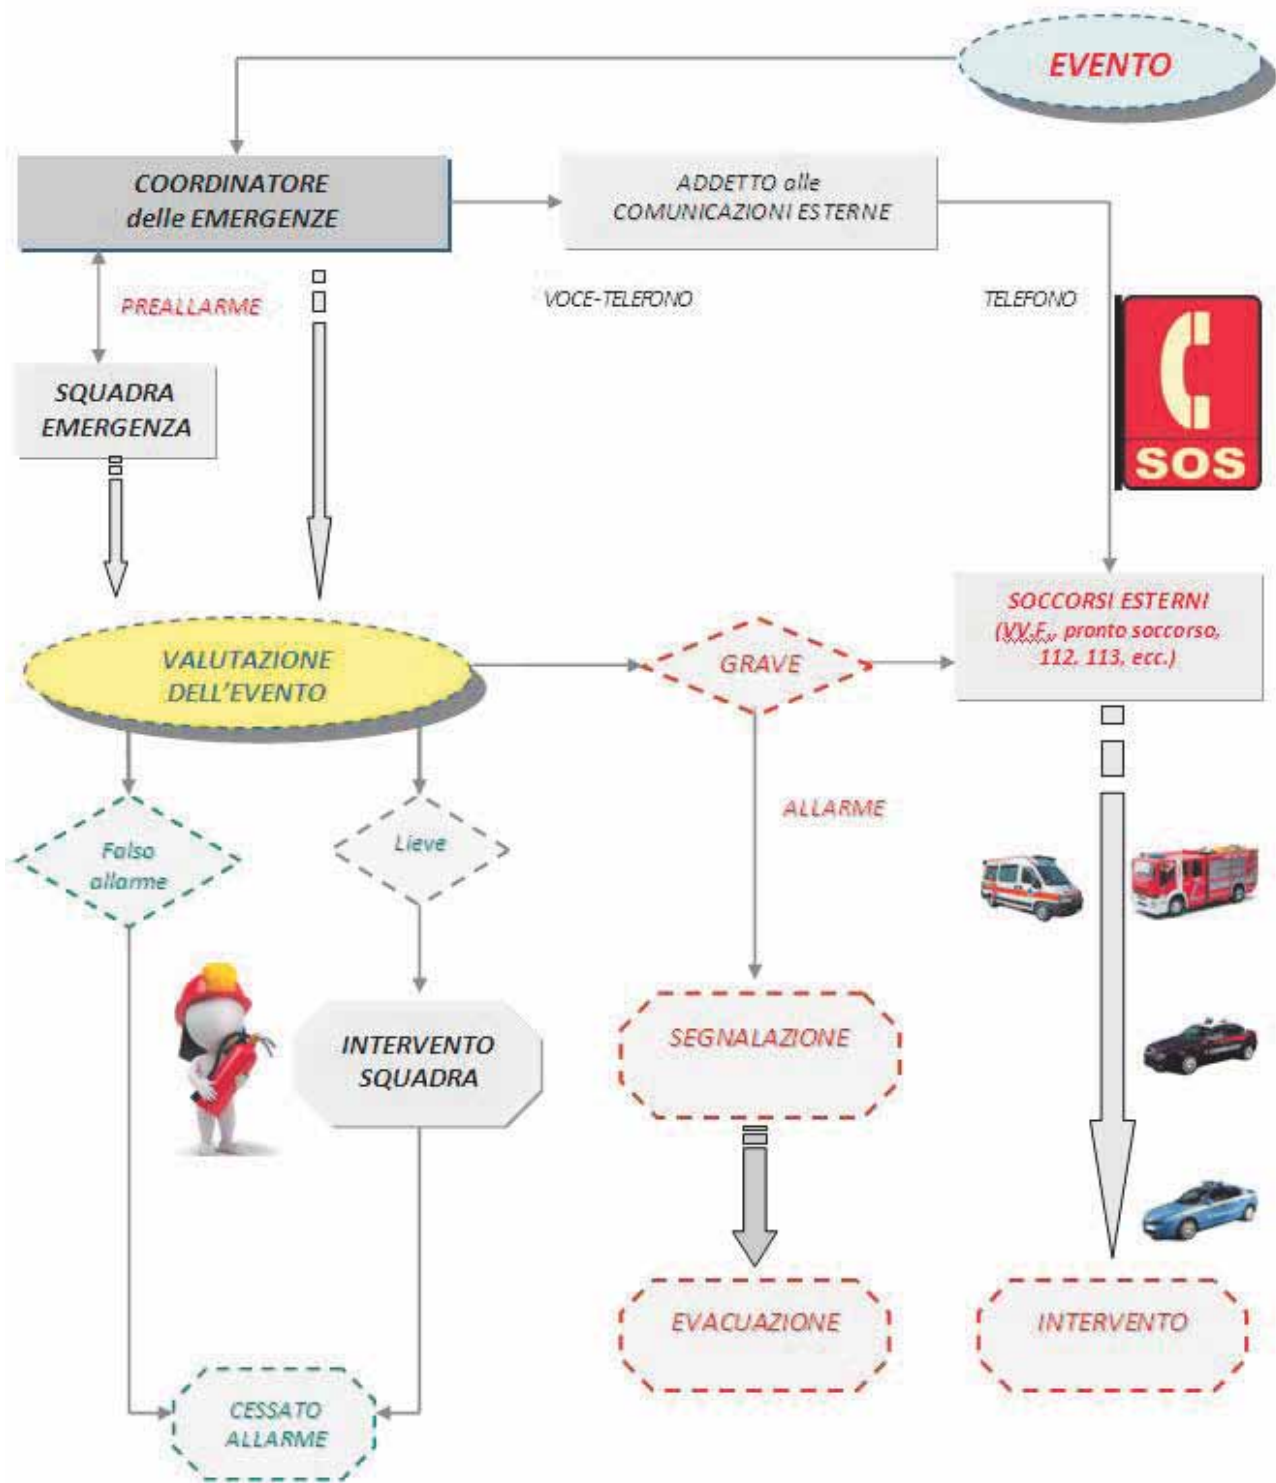 EVENTO
COORDINATORE
delle EMERGENZE
ADDETTO alle
COMUNICAZIONI ESTERNE
PREALLARME
VOCE-TELEFONO
TELEFONO
SOS
SQUADRA
EMERGENZA
SOCCORSI ESTERNI
(VV.F., pronto soccorso,
112, 113, ecc.)
VALUTAZIONE
DELL'EVENTO
GRAVE
ALLARME
Falso
allarme
Lieve
INTERVENTO
SQUADRA
SEGNALAZIONE
EVACUAZIONE
INTERVENTO
CESSATO
ALLARME